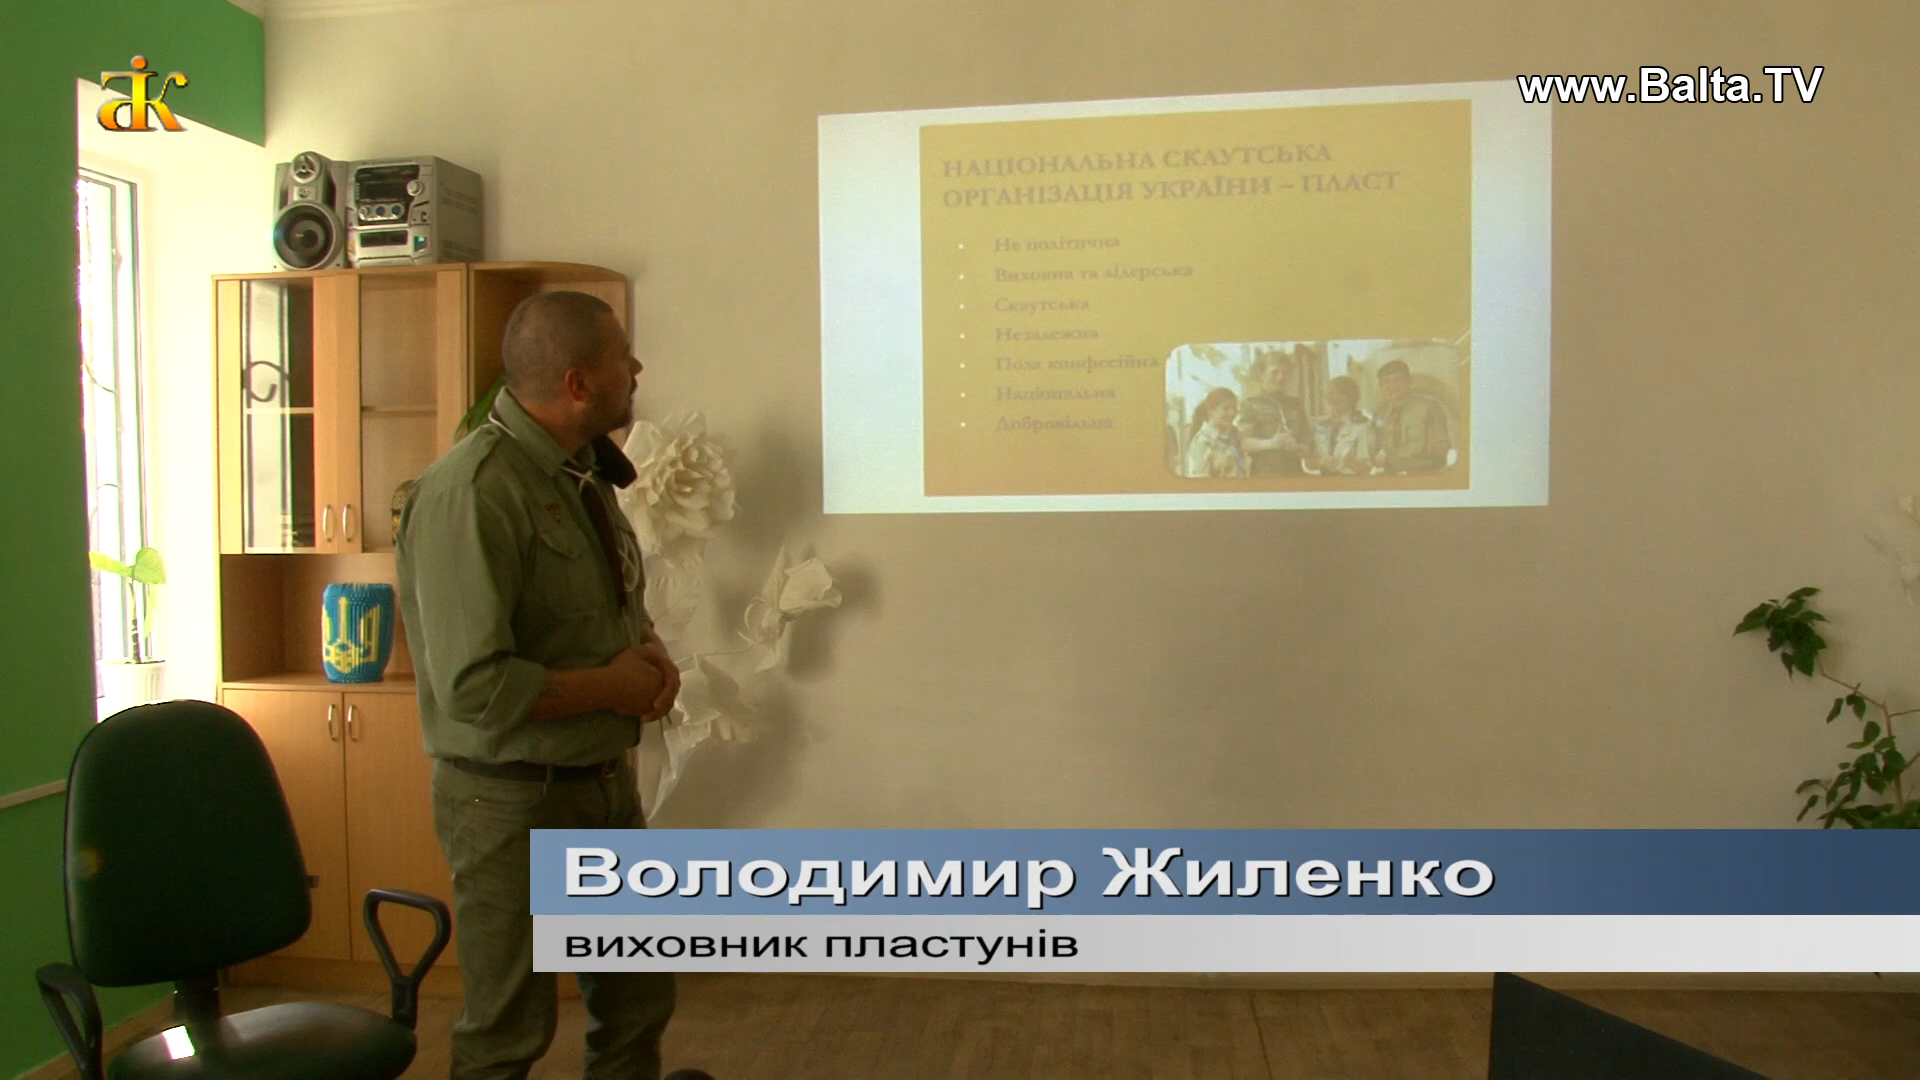 www.Balta.TV
НАЦІОНАЛЬНА СКАУТСЬКА
ОРГАНІЗАЦІЯ УКРАЇНИ – ПЛАСТ
• Не політична
• Виховна та лідерська
• Скаутська
• Незалежна
• Поза конфесійна
• Національна
• Добровільна
Володимир Жиленко
виховник пластунів